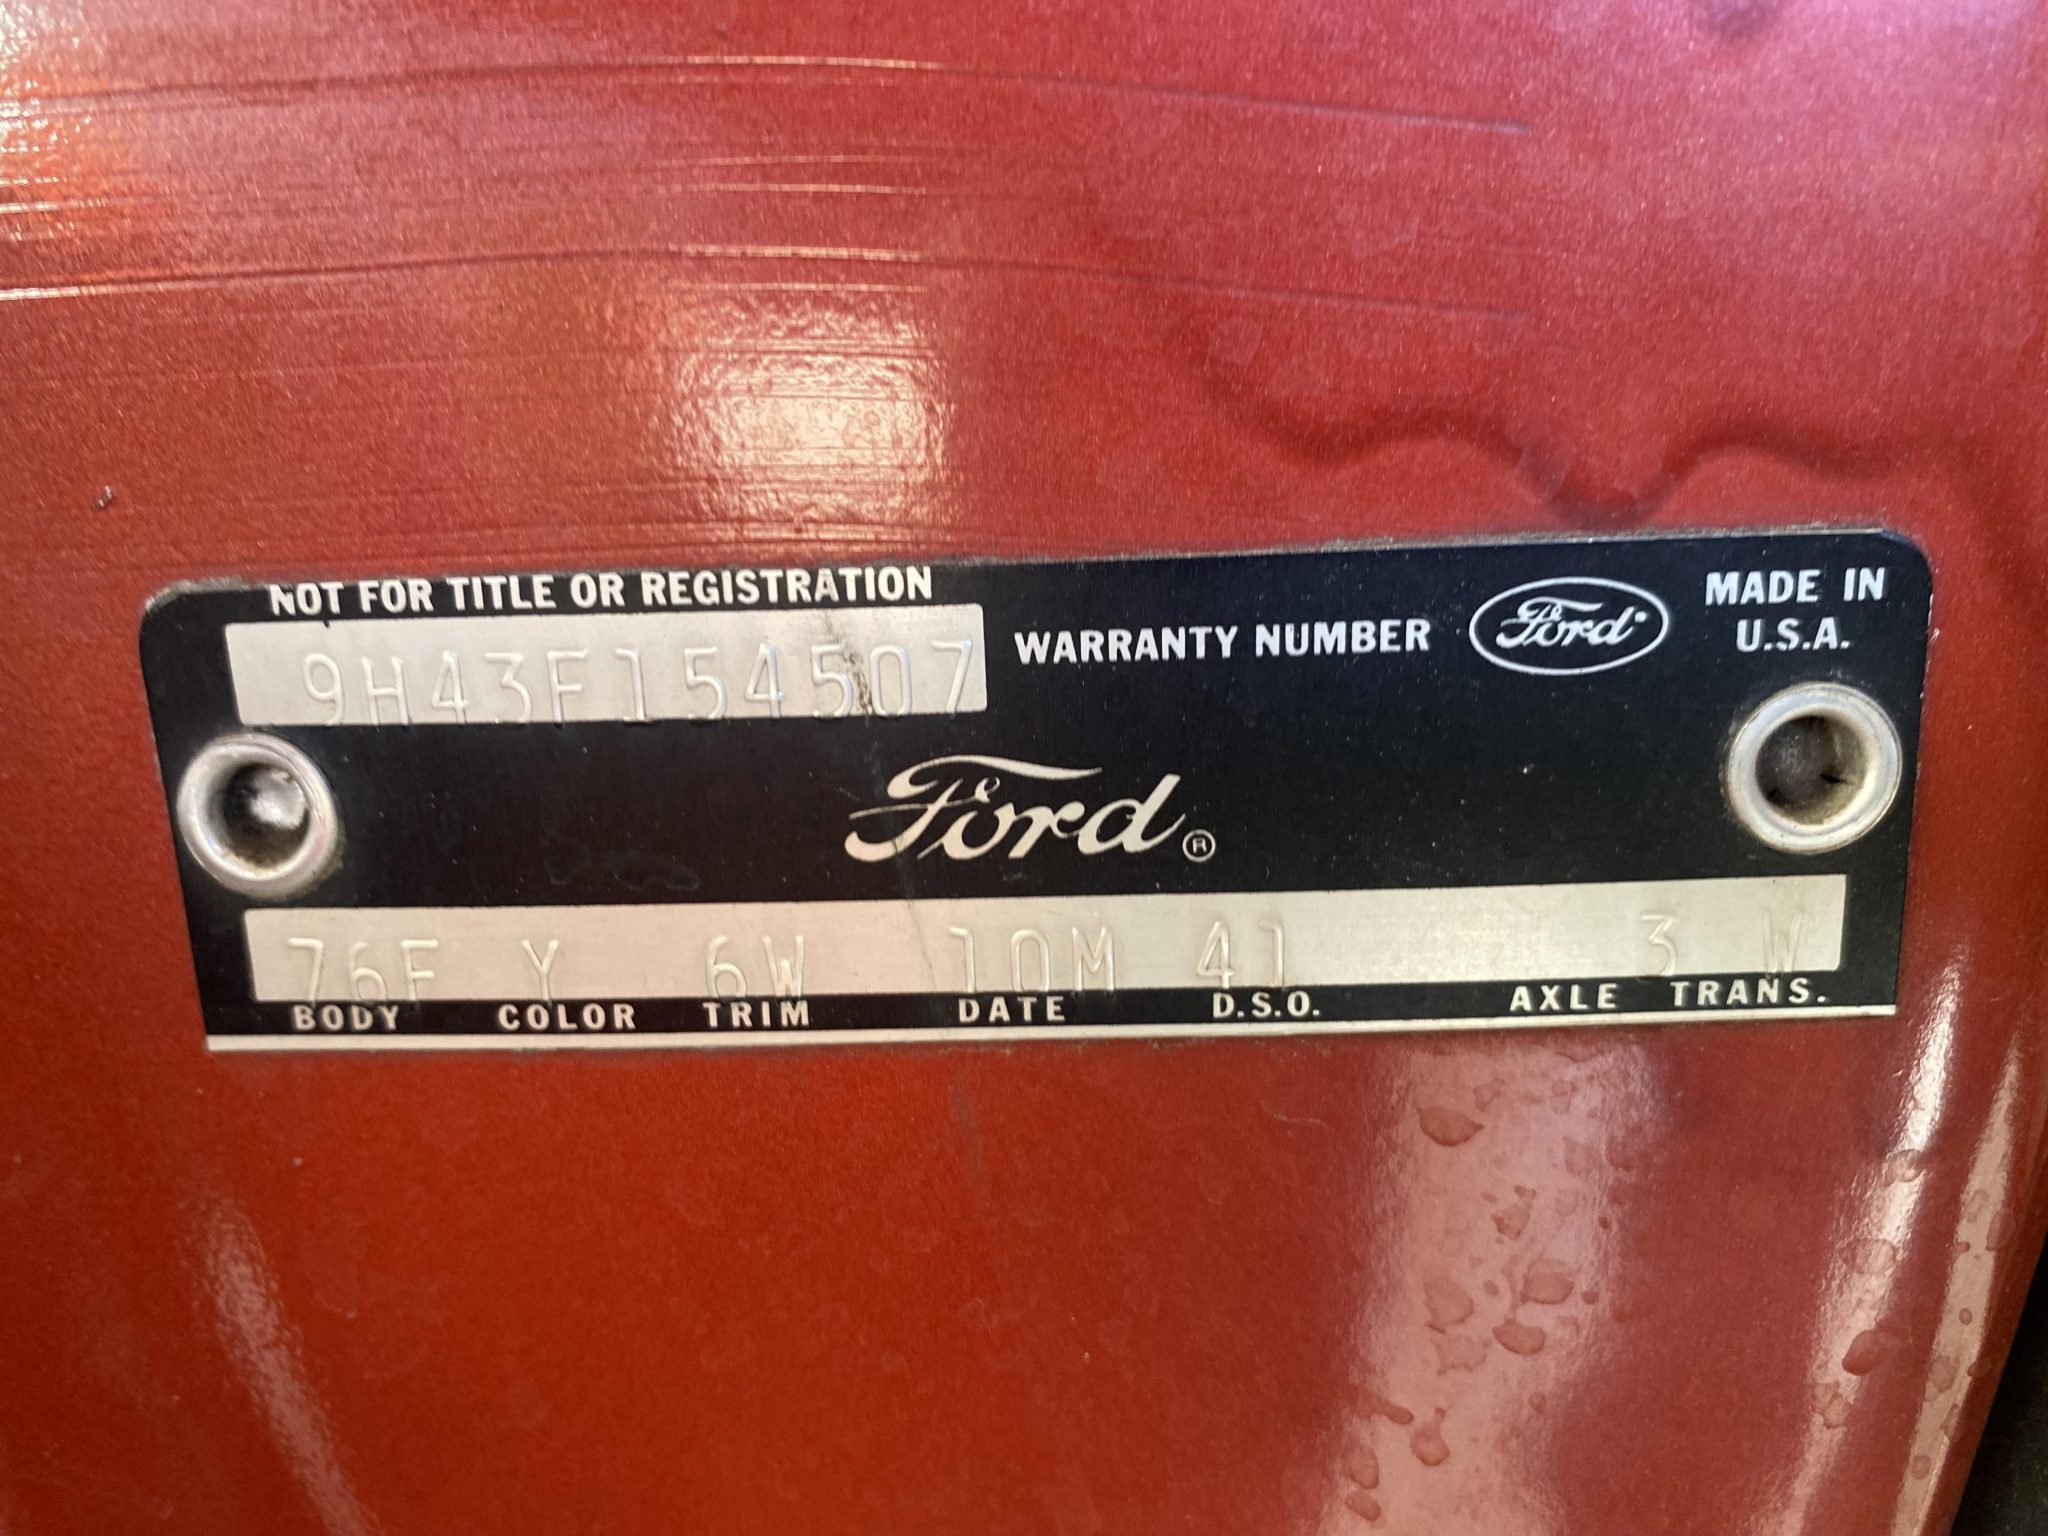 NOT FOR TITLE OR REGISTRATION
9H43F154507 WARRANTY NUMBER Ford MADE IN
U.S.A.
Ford®
76F Y 6W 10M 41 3 W
BODY COLOR TRIM DATE D.S.O. AXLE TRANS.